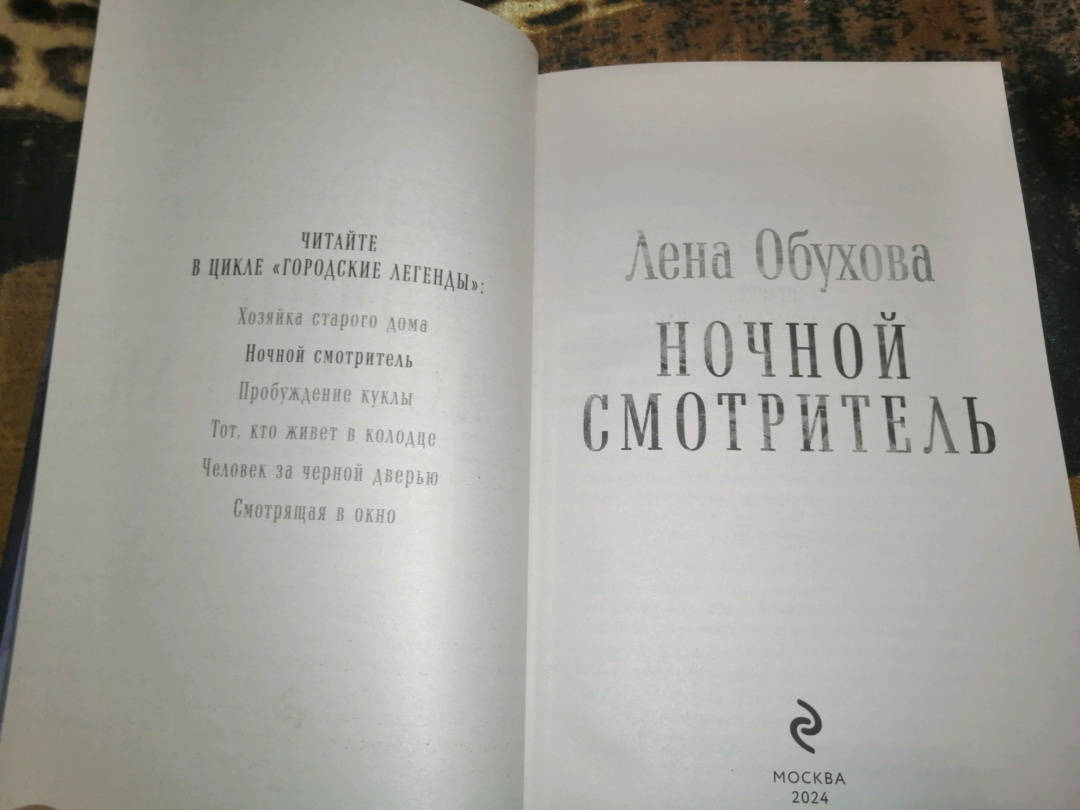 ЧИТАЙТЕ
В ЦИКЛЕ «ГОРОДСКИЕ ЛЕГЕНДЫ»:
Хозяйка старого дома
Ночной смотритель
Пробуждение куклы
Тот, кто живет в колодце
Человек за черной дверью
Смотрящая в окно
Лена Обухова
НОЧНОЙ
СМОТРИТЕЛЬ
МОСКВА
2024